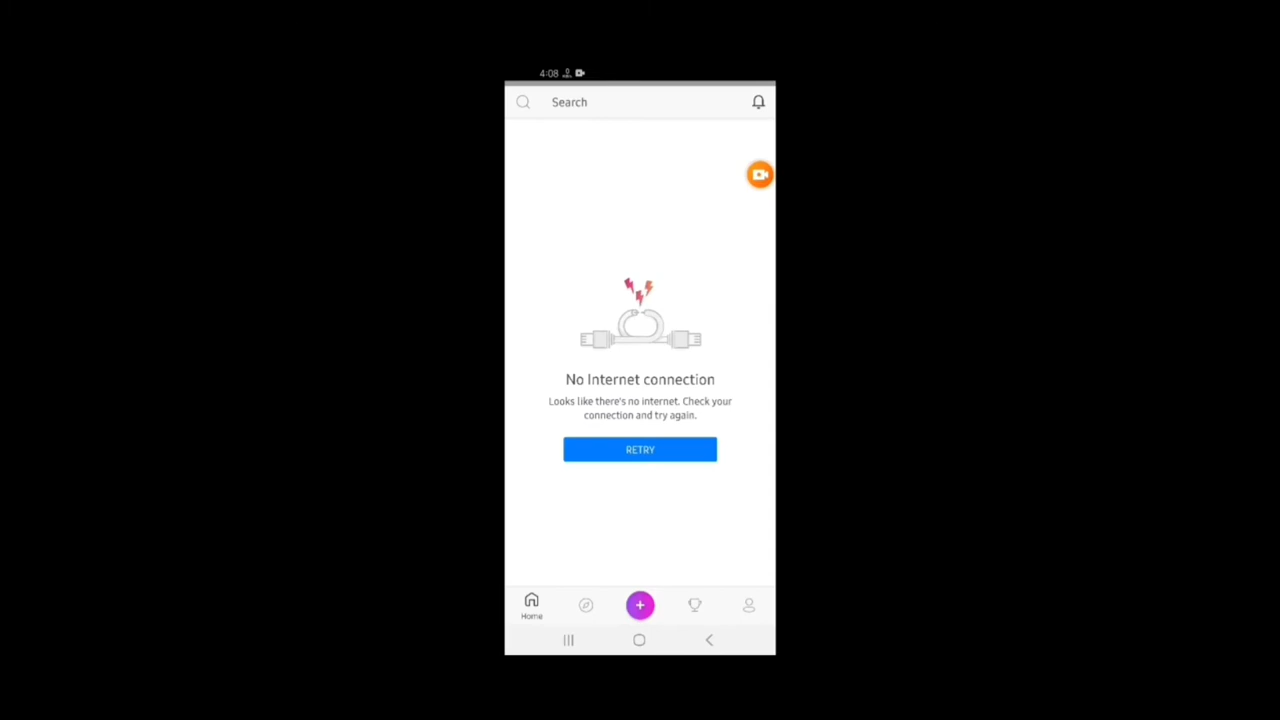 4:08
Search
No Internet connection
Looks like there's no internet. Check your
connection and try again.
RETRY
Home